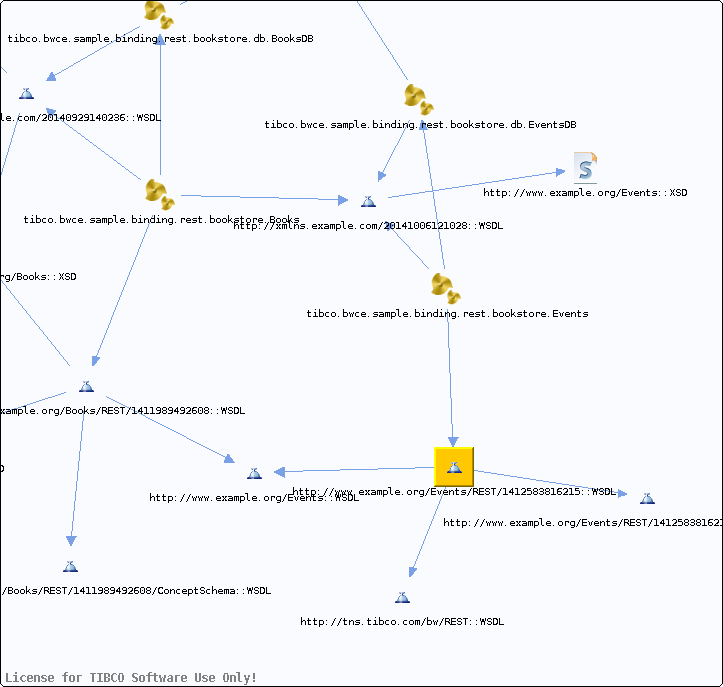 tibco.bwce.sample.binding.rest.bookstore.db.BooksDB
le.com/20140929140236::WSDL
tibco.bwce.sample.binding.rest.bookstore.db.EventsDB
http://www.example.org/Events::XSD
tibco.bwce.sample.binding.rest.bookstore.Books
http://xmlns.example.com/20141006121028::WSDL
rg/Books::XSD
tibco.bwce.sample.binding.rest.bookstore.Events
xample.org/Books/REST/1411989492608::WSDL
http://www.example.org/Events::WSDL
http://www.example.org/Events/REST/1412583816215::WSDL
http://www.example.org/Events/REST/141258381621
/Books/REST/1411989492608/ConceptSchema::WSDL
http://tns.tibco.com/bw/REST::WSDL
License for TIBCO Software Use Only!